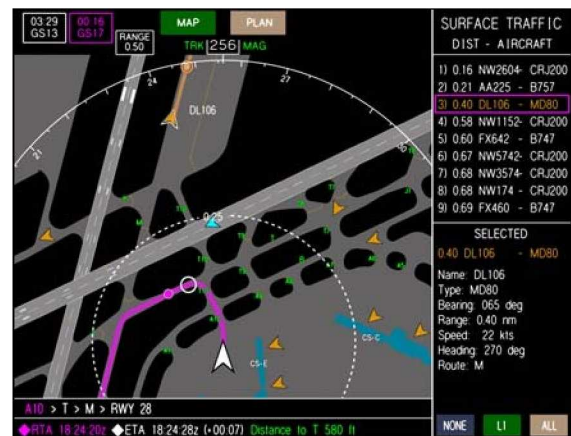 03:29
GS13
00:16
GS17
RANGE
0.50
MAP
PLAN
TRK 256 MAG
24
27
21
30
DL106
0.25
CS-E
CS-C
A10 > T > M > RWY 28
RTA 18:24:20z ETA 18:24:28z (+00:07) Distance to T 580 ft
SURFACE TRAFFIC
DIST - AIRCRAFT
1) 0.16 NW2604- CRJ200
2) 0.21 AA225 - B757
3) 0.40 DL106 - MD80
4) 0.58 NW1152- CRJ200
5) 0.60 FX642 - B747
6) 0.67 NW5742- CRJ200
7) 0.68 NW3574- CRJ200
8) 0.68 NW174 - CRJ200
9) 0.69 FX460 - B747
SELECTED
0.40 DL106 - MD80
Name: DL106
Type: MD80
Bearing: 065 deg
Range: 0.40 nm
Speed: 22 kts
Heading: 270 deg
Route: M
NONE
L1
ALL